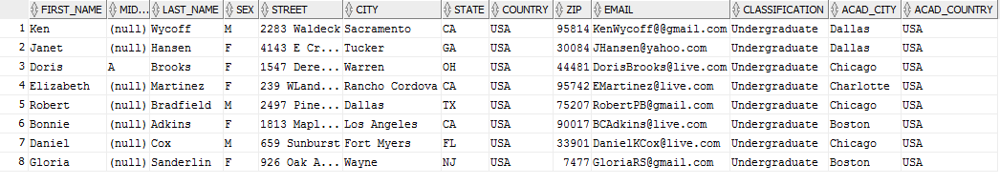 FIRST_NAME MID... LAST_NAME SEX STREET CITY STATE COUNTRY ZIP EMAIL CLASSIFICATION ACAD_CITY ACAD_COUNTRY
1 Ken (null) Wycoff M 2283 Waldeck Sacramento CA USA 95814 KenWycoff@@gmail.com Undergraduate Dallas USA
2 Janet (null) Hansen F 4143 E Cr... Tucker GA USA 30084 JHansen@yahoo.com Undergraduate Dallas USA
3 Doris A Brooks F 1547 Dere... Warren OH USA 44481 DorisBrooks@live.com Undergraduate Chicago USA
4 Elizabeth (null) Martinez F 239 WLand... Rancho Cordova CA USA 95742 EMartinez@live.com Undergraduate Charlotte USA
5 Robert (null) Bradfield M 2497 Pine... Dallas TX USA 75207 RobertPB@gmail.com Undergraduate Chicago USA
6 Bonnie (null) Adkins F 1813 Mapl... Los Angeles CA USA 90017 BCAdkins@live.com Undergraduate Boston USA
7 Daniel (null) Cox M 659 Sunburst Fort Myers FL USA 33901 DanielKCox@live.com Undergraduate Chicago USA
8 Gloria (null) Sanderlin F 926 Oak A... Wayne NJ USA 7477 GloriaRS@gmail.com Undergraduate Boston USA